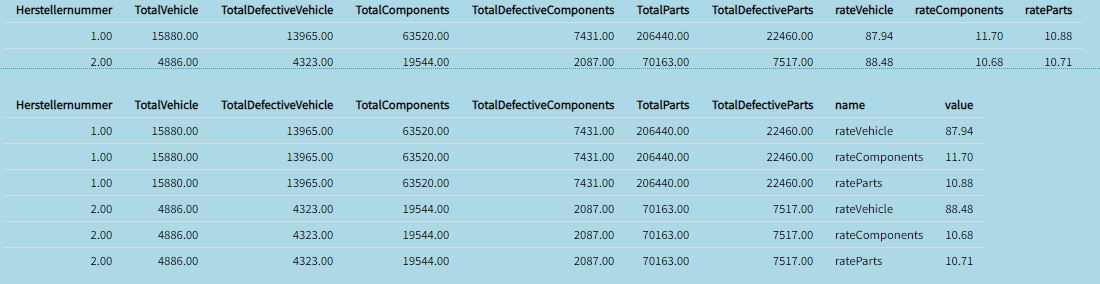 Herstellernummer TotalVehicle TotalDefectiveVehicle TotalComponents TotalDefectiveComponents TotalParts TotalDefectiveParts rateVehicle rateComponents rateParts
1.00 15880.00 13965.00 63520.00 7431.00 206440.00 22460.00 87.94 11.70 10.88
2.00 4886.00 4323.00 19544.00 2087.00 70163.00 7517.00 88.48 10.68 10.71
Herstellernummer TotalVehicle TotalDefectiveVehicle TotalComponents TotalDefectiveComponents TotalParts TotalDefectiveParts name value
1.00 15880.00 13965.00 63520.00 7431.00 206440.00 22460.00 rateVehicle 87.94
1.00 15880.00 13965.00 63520.00 7431.00 206440.00 22460.00 rateComponents 11.70
1.00 15880.00 13965.00 63520.00 7431.00 206440.00 22460.00 rateParts 10.88
2.00 4886.00 4323.00 19544.00 2087.00 70163.00 7517.00 rateVehicle 88.48
2.00 4886.00 4323.00 19544.00 2087.00 70163.00 7517.00 rateComponents 10.68
2.00 4886.00 4323.00 19544.00 2087.00 70163.00 7517.00 rateParts 10.71